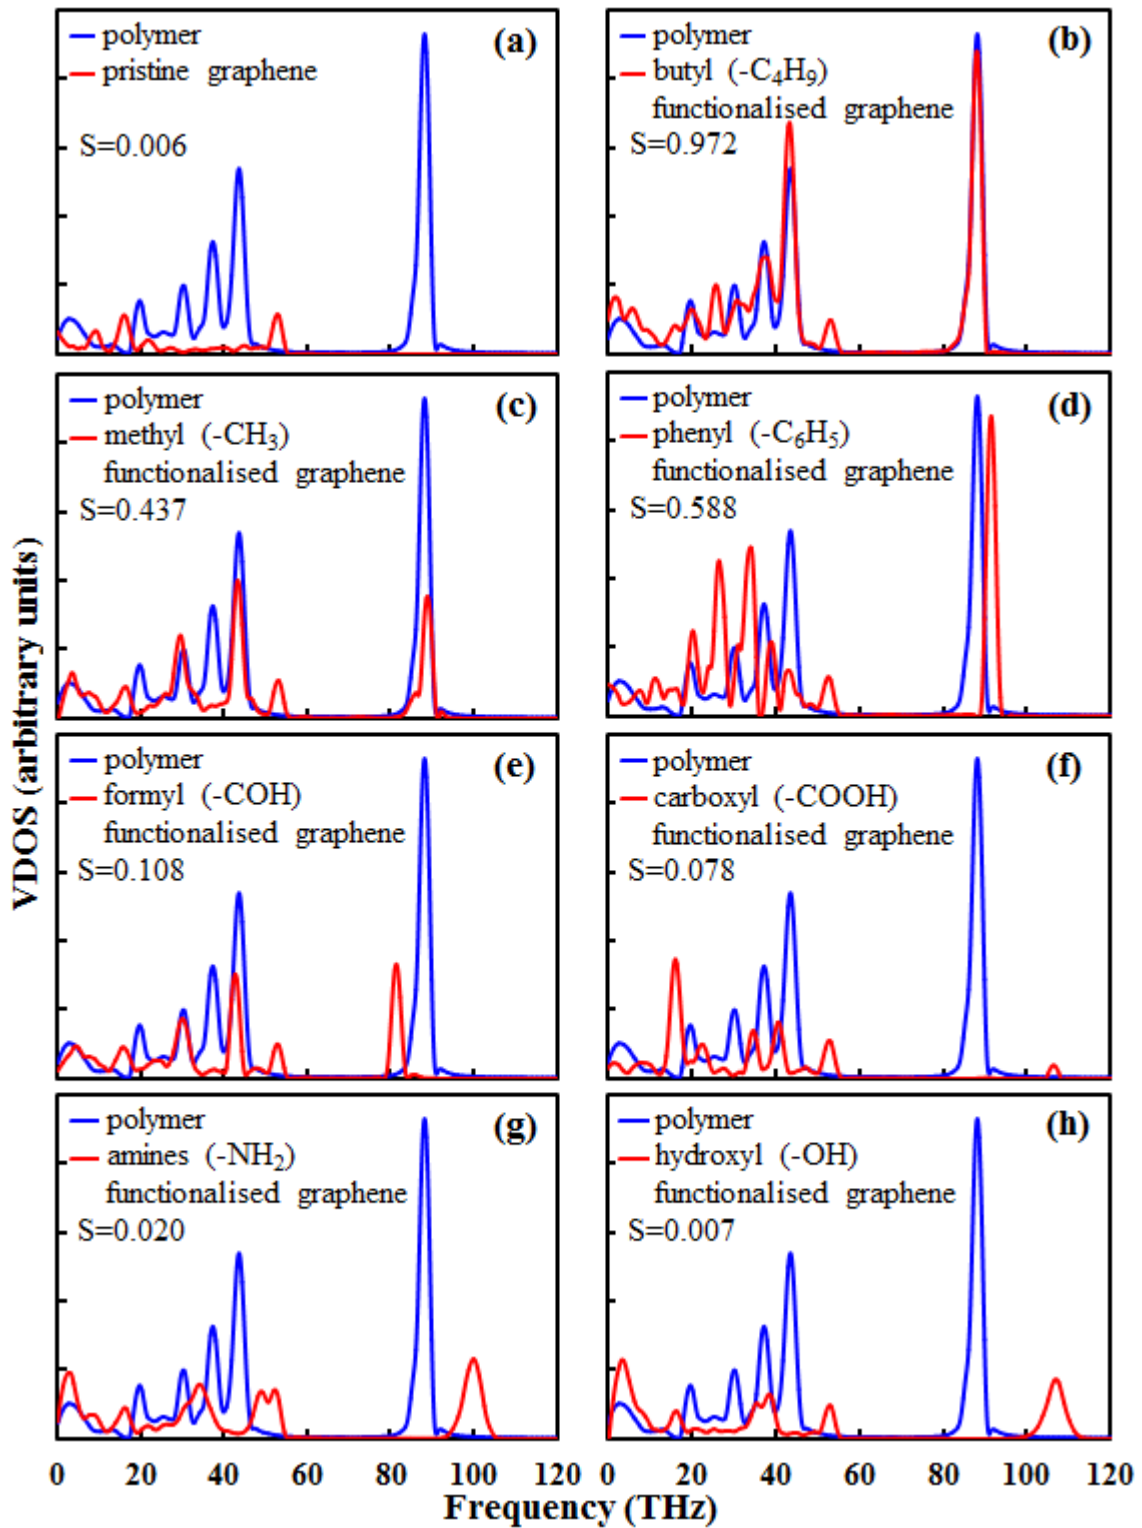 polymer
pristine graphene
(a)
S=0.006
polymer
butyl (-C₄H₉)
functionalised graphene
(b)
S=0.972
polymer
methyl (-CH₃)
functionalised graphene
(c)
S=0.437
polymer
phenyl (-C₆H₅)
functionalised graphene
(d)
S=0.588
polymer
formyl (-COH)
functionalised graphene
(e)
S=0.108
polymer
carboxyl (-COOH)
functionalised graphene
(f)
S=0.078
polymer
amines (-NH₂)
functionalised graphene
(g)
S=0.020
polymer
hydroxyl (-OH)
functionalised graphene
(h)
S=0.007
VDOS (arbitrary units)
0 20 40 60 80 100 120
0 20 40 60 80 100 120
Frequency (THz)